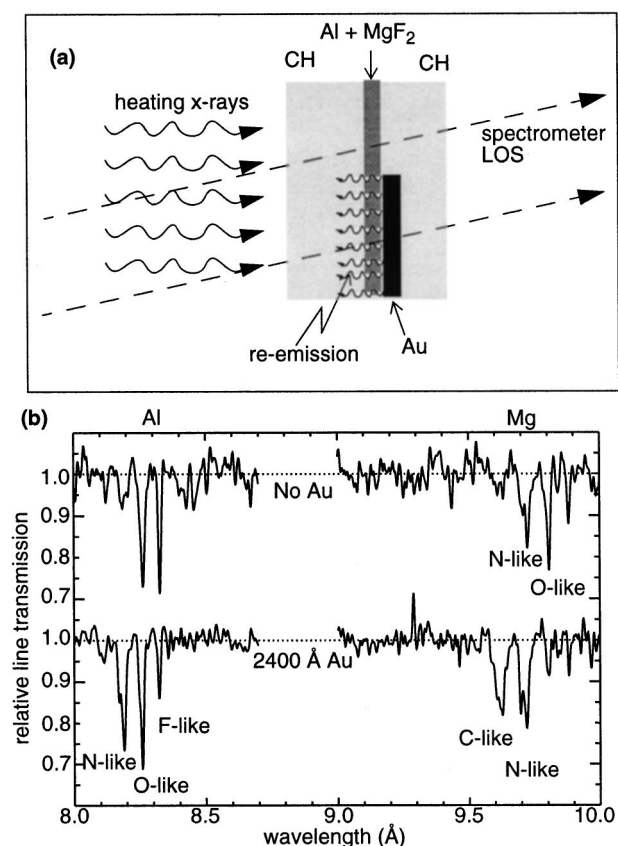 (a)
Al + MgF₂
CH
CH
heating x-rays
spectrometer
LOS
re-emission
Au
(b)
Al
Mg
relative line transmission
1.0
0.9
0.8
0.7
No Au
N-like
O-like
1.0
0.9
0.8
0.7
2400 Å Au
F-like
N-like
O-like
C-like
N-like
8.0
8.5
9.0
9.5
10.0
wavelength (Å)